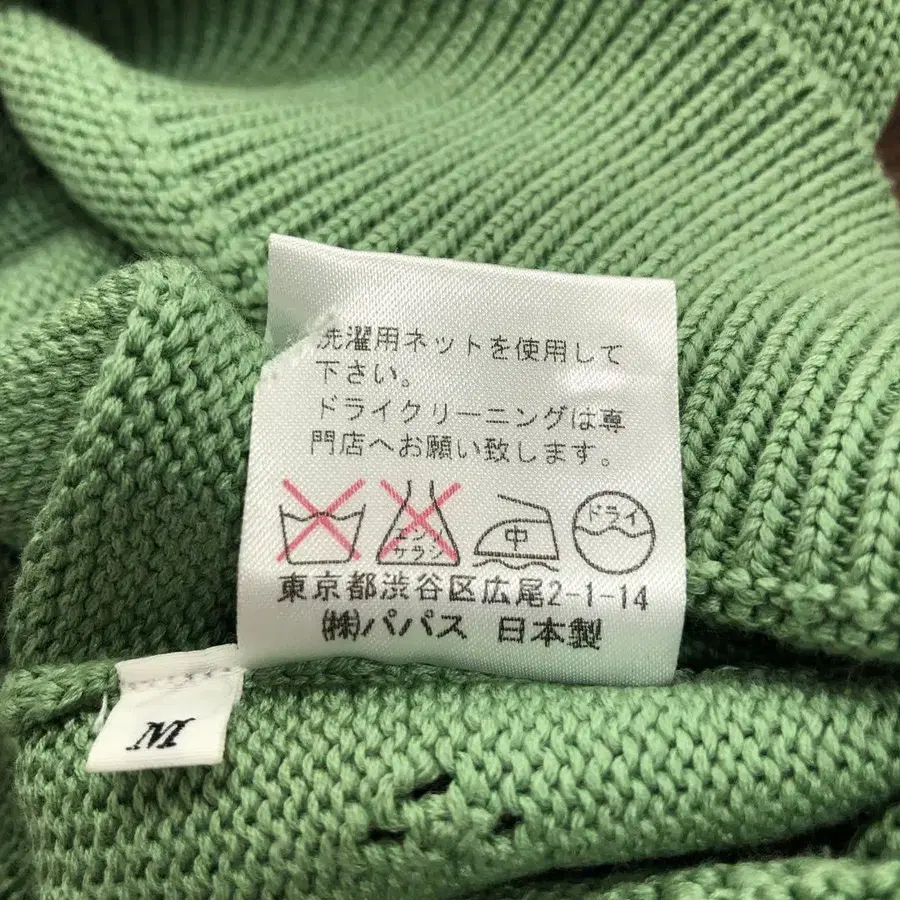 洗濯用ネットを使用して
下さい。
ドライクリーニングは専
門店へお願い致します。
エンソ
サラシ
中
ドライ
東京都渋谷区広尾2-1-14
㈱パパス 日本製
M